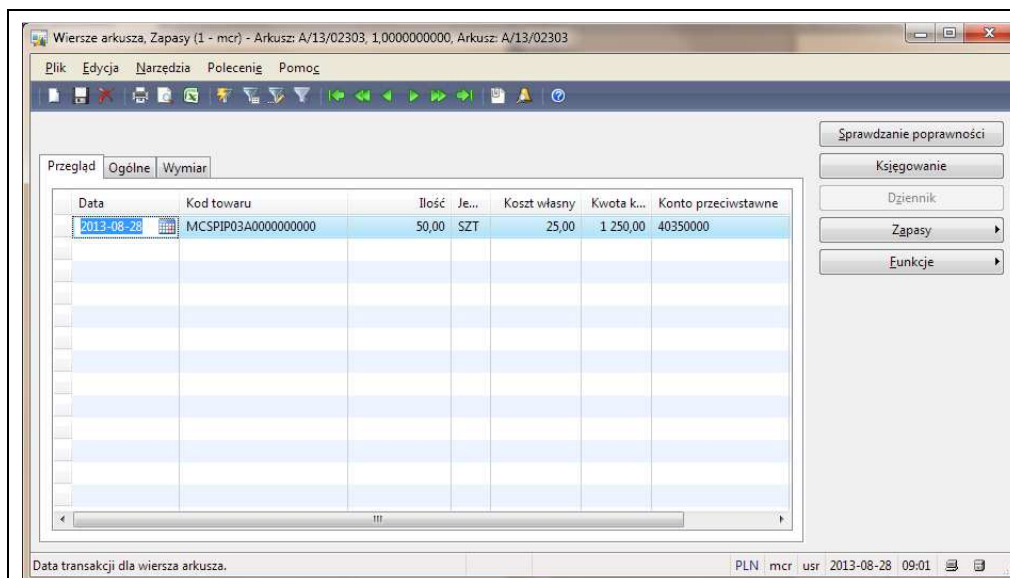 Wiersze arkusza, Zapasy (1 - mcr) - Arkusz: A/13/02303, 1,0000000000, Arkusz: A/13/02303
Plik Edycja Narzędzia Polecenie Pomoc
Sprawdzanie poprawności
Księgowanie
Dziennik
Zapasy
Funkcje
Przegląd Ogólne Wymiar
Data Kod towaru Ilość Je... Koszt własny Kwota k... Konto przeciwstawne
2013-08-28 MCSPIP03A0000000000 50,00 SZT 25,00 1 250,00 40350000
Data transakcji dla wiersza arkusza. PLN mcr usr 2013-08-28 09:01